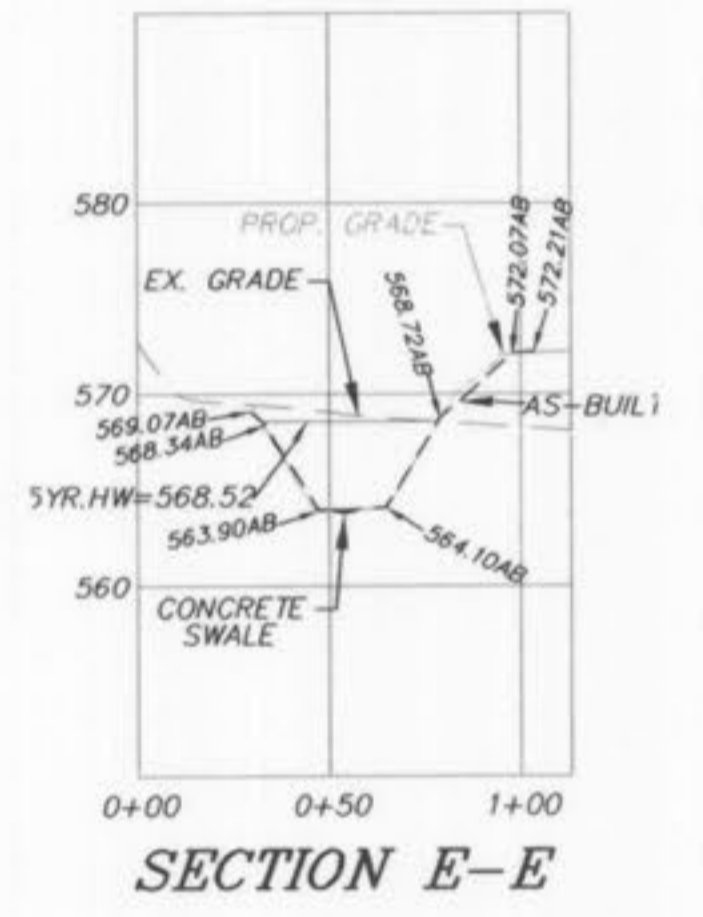 580
PROP. GRADE
572.07AB
572.21AB
EX. GRADE
568.72AB
570
AS-BUILT
569.07AB
568.34AB
5YR.HW=568.52
563.90AB
564.10AB
560
CONCRETE
SWALE
0+00 0+50 1+00
SECTION E-E